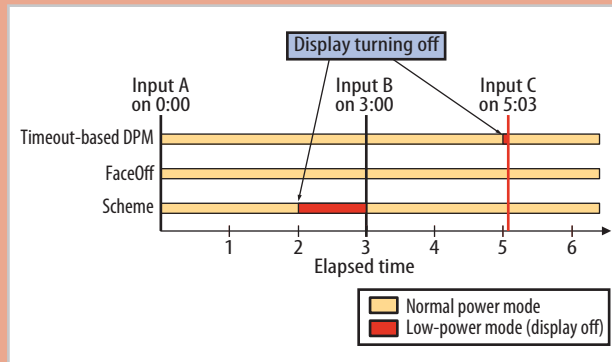 Display turning off
Input A
on 0:00
Input B
on 3:00
Input C
on 5:03
Timeout-based DPM
FaceOff
Scheme
1 2 3 4 5 6
Elapsed time
Normal power mode
Low-power mode (display off)